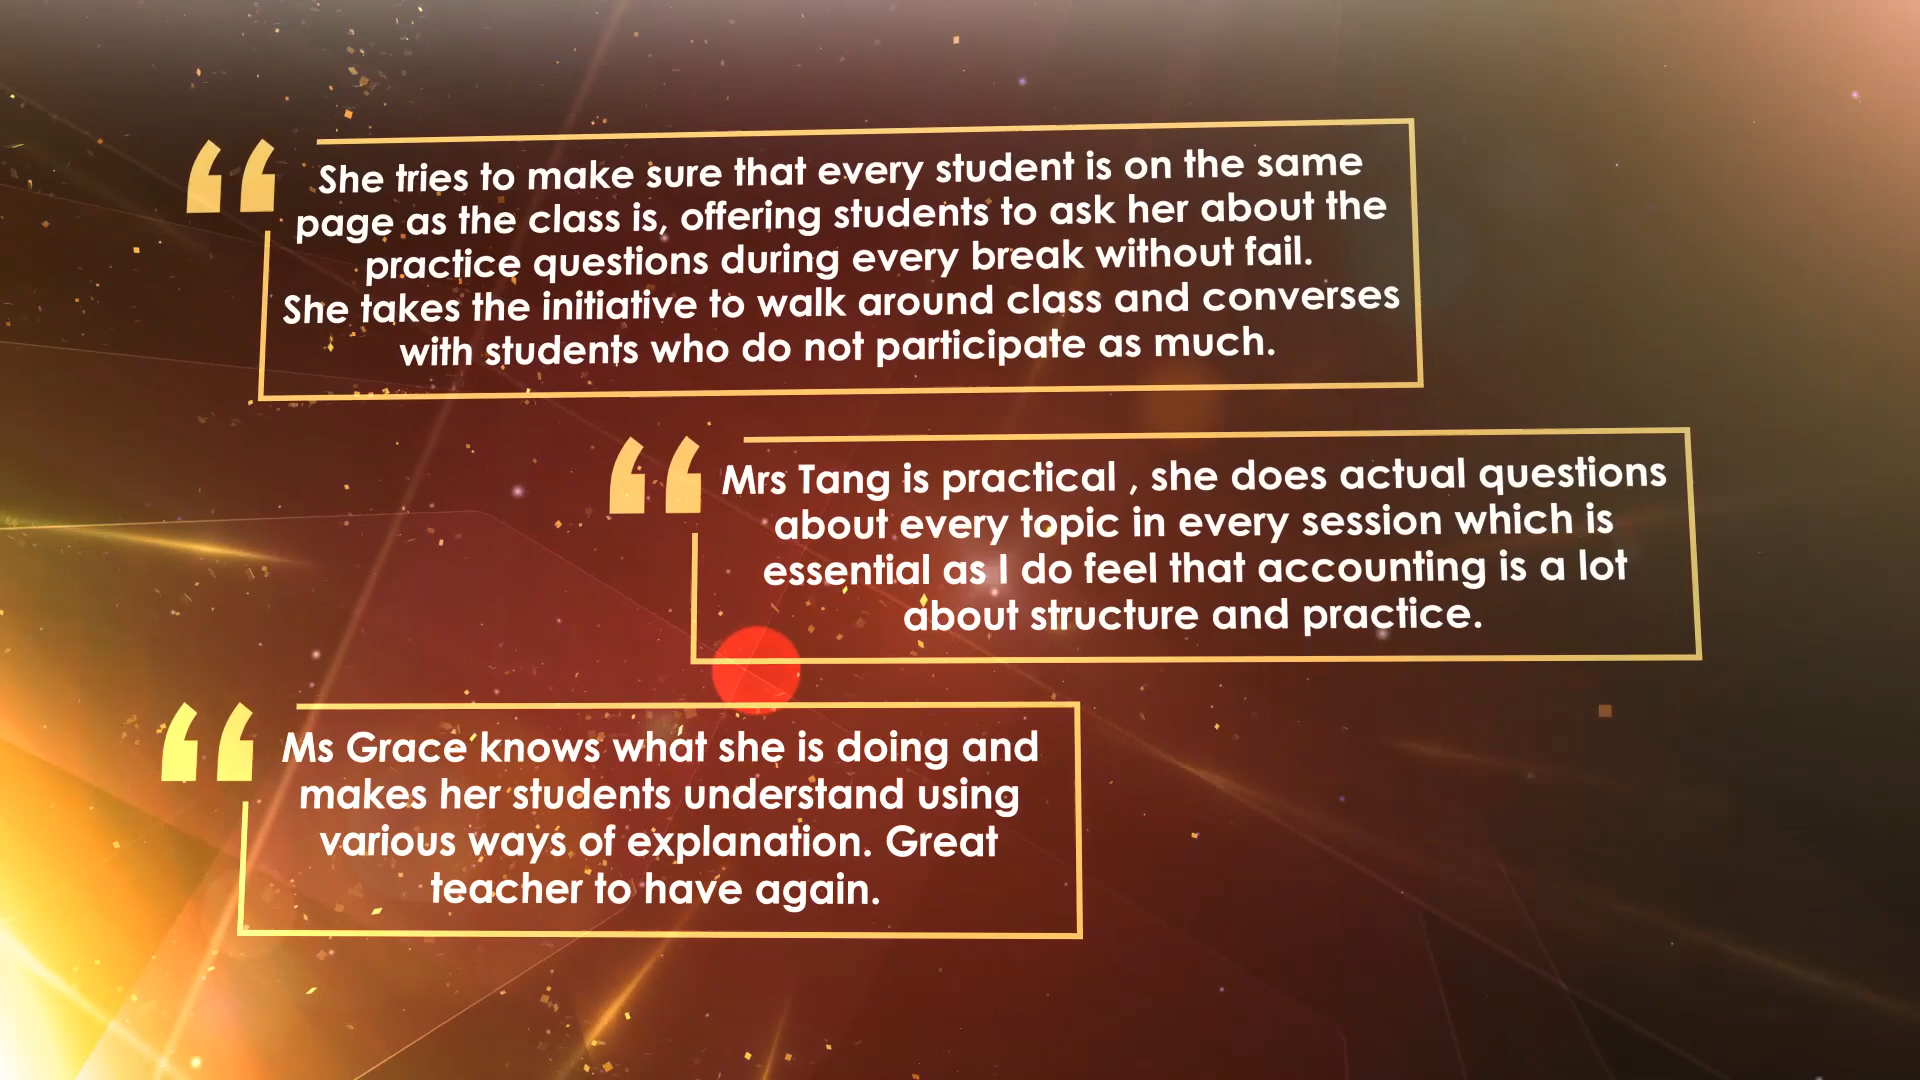 She tries to make sure that every student is on the same
page as the class is, offering students to ask her about the
practice questions during every break without fail.
She takes the initiative to walk around class and converses
with students who do not participate as much.
Mrs Tang is practical , she does actual questions
about every topic in every session which is
essential as I do feel that accounting is a lot
about structure and practice.
Ms Grace knows what she is doing and
makes her students understand using
various ways of explanation. Great
teacher to have again.